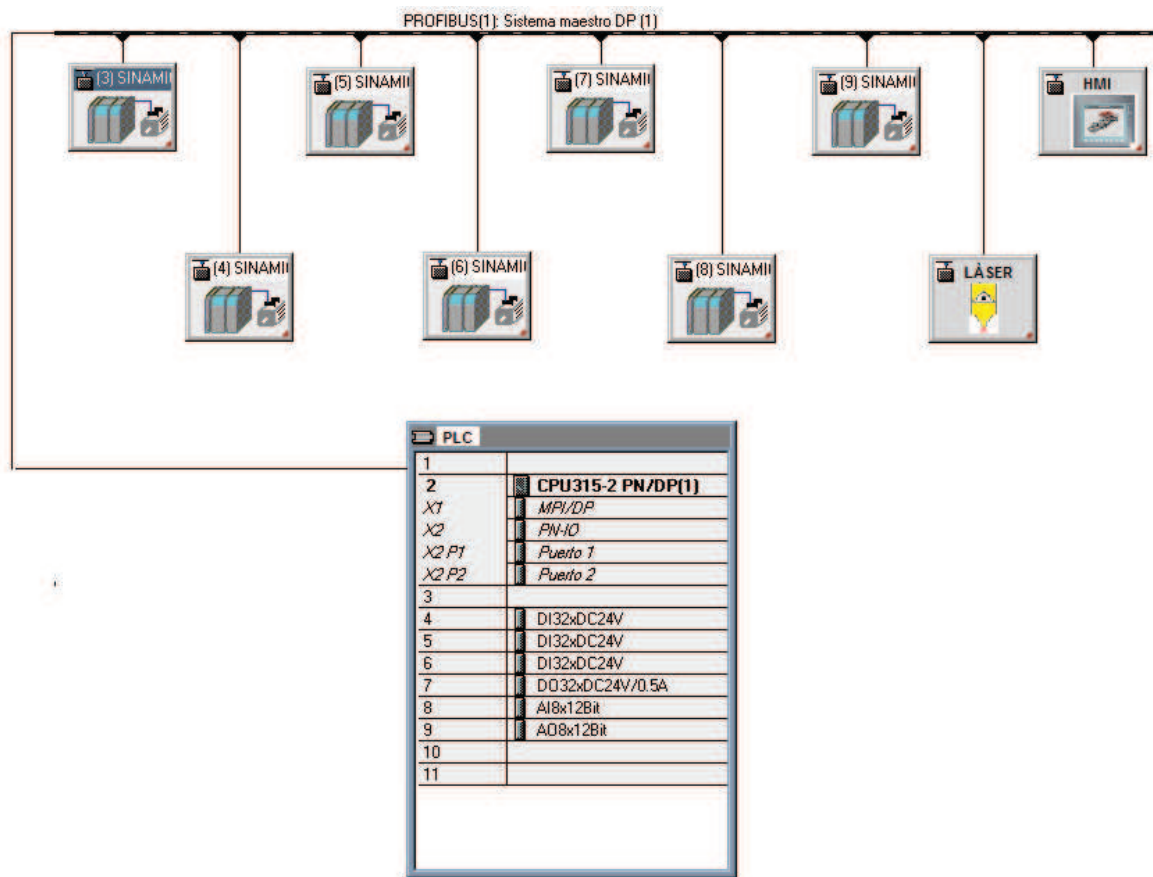 PROFIBUS(1): Sistema maestro DP (1)
(3) SINAMI
(5) SINAMI
(7) SINAMI
(9) SINAMI
HMI
(4) SINAMI
(6) SINAMI
(8) SINAMI
LÀSER
PLC
1
2 CPU315-2 PN/DP(1)
X1 MPI/DP
X2 PN-IO
X2 P1 Puerto 1
X2 P2 Puerto 2
3
4 DI32xDC24V
5 DI32xDC24V
6 DI32xDC24V
7 DO32xDC24V/0.5A
8 AI8x12Bit
9 AO8x12Bit
10
11